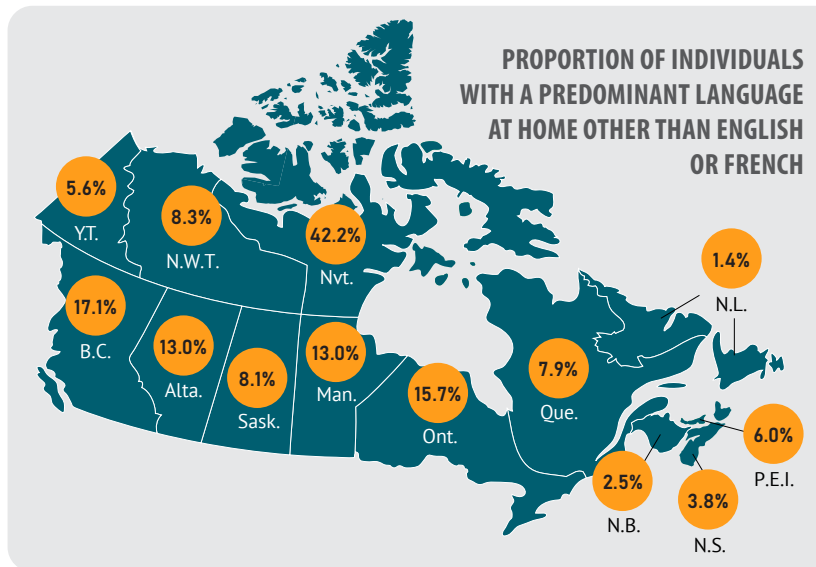 PROPORTION OF INDIVIDUALS
WITH A PREDOMINANT LANGUAGE
AT HOME OTHER THAN ENGLISH
OR FRENCH
5.6%
Y.T.
8.3%
N.W.T.
42.2%
Nvt.
1.4%
N.L.
17.1%
B.C.
13.0%
Alta.
8.1%
Sask.
13.0%
Man.
15.7%
Ont.
7.9%
Que.
6.0%
P.E.I.
2.5%
N.B.
3.8%
N.S.